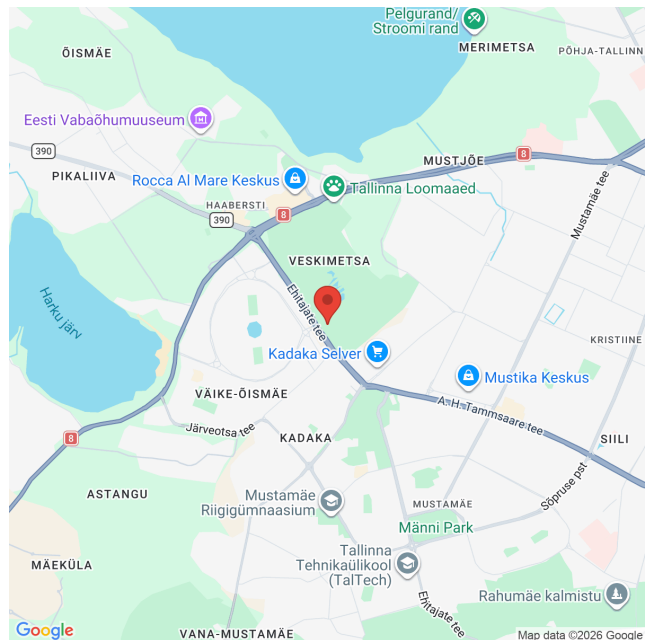 Pelgurand/
Stroomi rand
ÕISMÄE
MERIMETSA
PÕHJA-TALLINN
Eesti Vabaõhumuuseum
390
8
MUSTJÕE
PIKALIIVA
Rocca Al Mare Keskus
Tallinna Loomaaed
HAABERSTI
8
390
Mustamäe tee
VESKIMETSA
Harku järv
Ehitajate tee
KRISTIINE
Kadaka Selver
Mustika Keskus
VÄIKE-ÕISMÄE
A. H. Tammsaare tee
Järveotsa tee
KADAKA
8
SIILI
ASTANGU
Mustamäe
Riigigümnaasium
MUSTAMÄE
Sõpruse pst
Männi Park
Tallinna
Tehnikaülikool
(TalTech)
MÄEKÜLA
Ehitajate tee
Rahumäe kalmistu
VANA-MUSTAMÄE
Google
Map data ©2026 Google